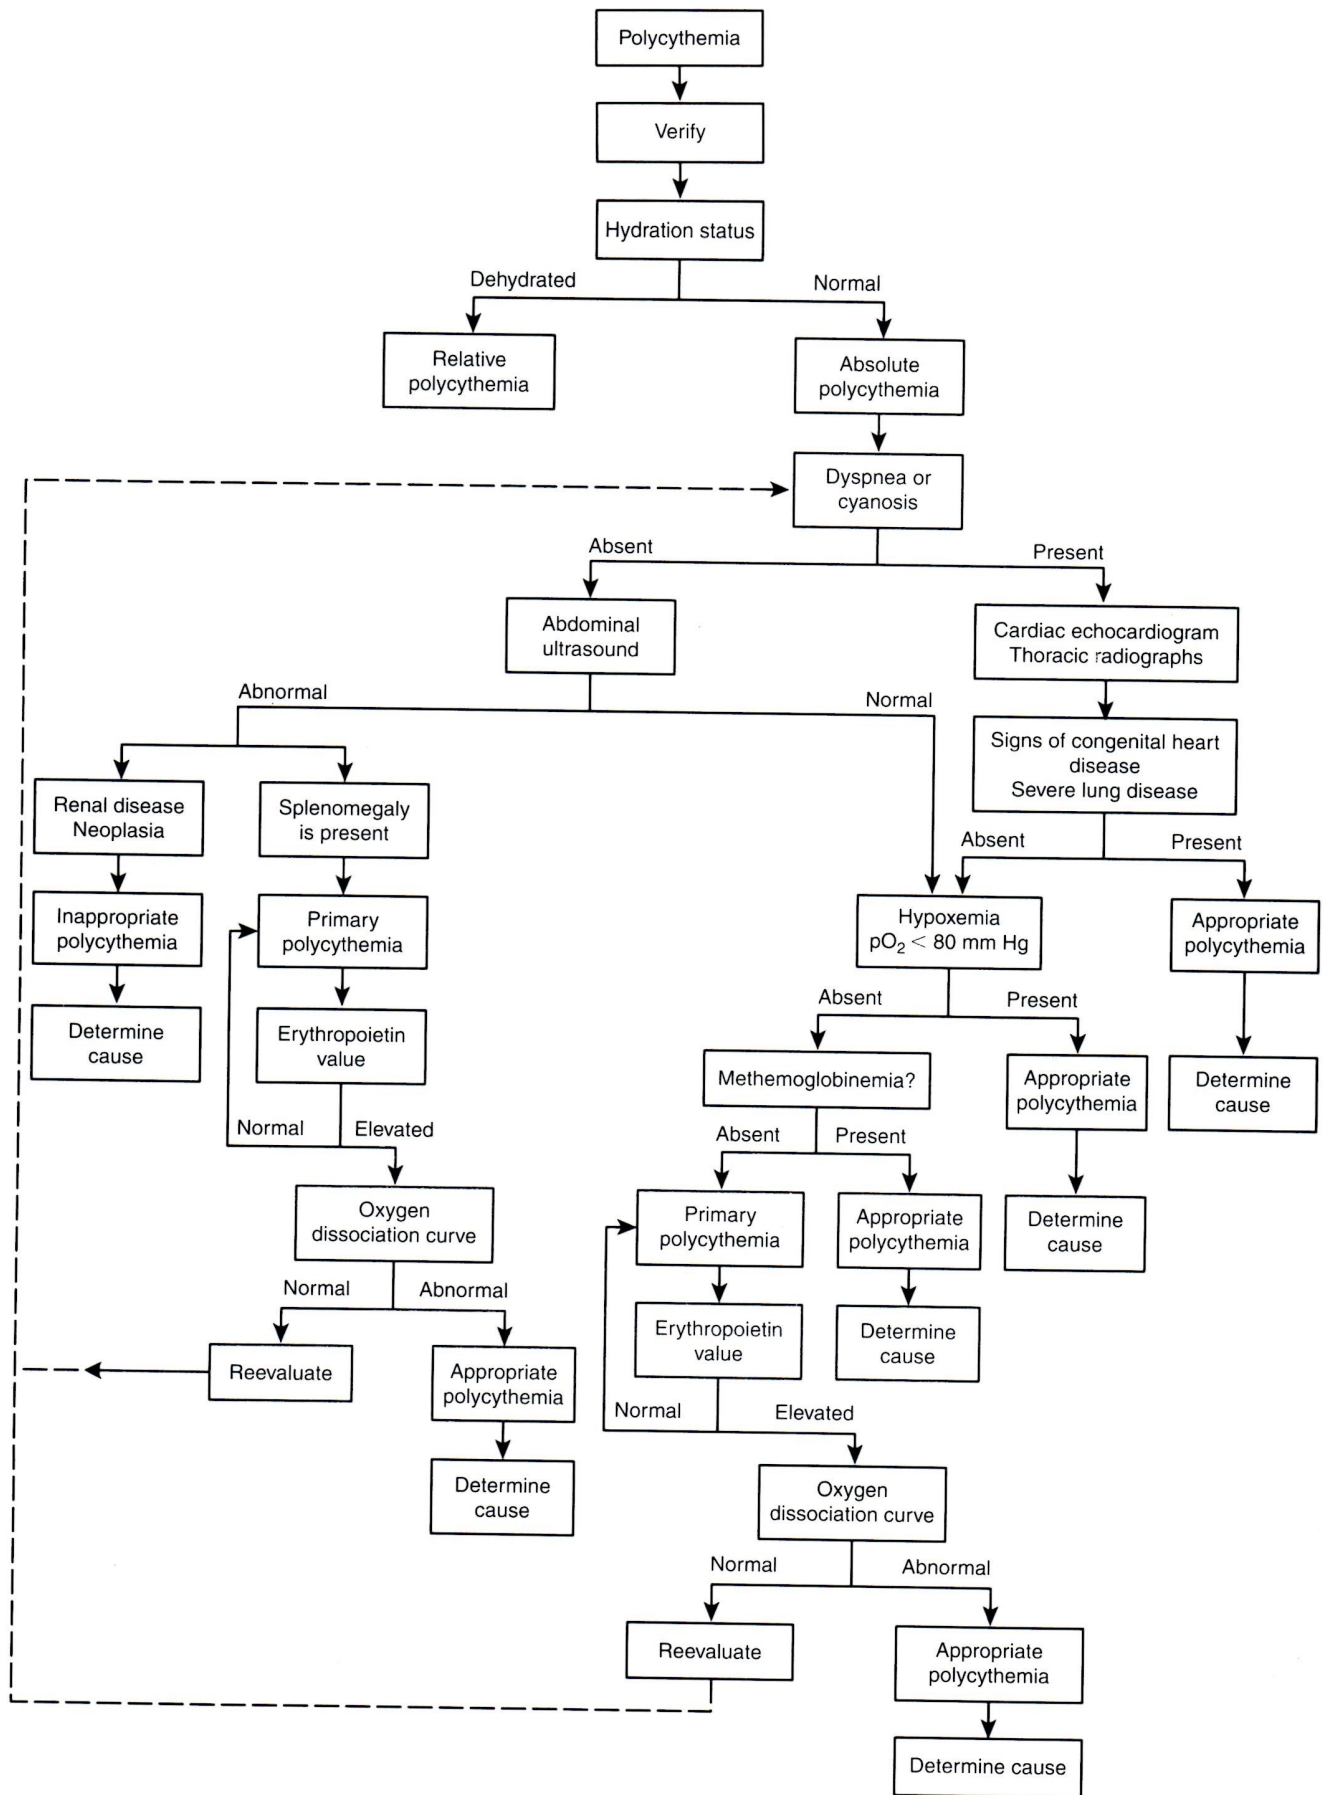 Polycythemia
Verify
Hydration status
Dehydrated
Normal
Relative
polycythemia
Absolute
polycythemia
Dyspnea or
cyanosis
Absent
Present
Abdominal
ultrasound
Cardiac echocardiogram
Thoracic radiographs
Abnormal
Normal
Signs of congenital heart
disease
Severe lung disease
Renal disease
Neoplasia
Splenomegaly
is present
Absent
Present
Inappropriate
polycythemia
Primary
polycythemia
Hypoxemia
pO₂ < 80 mm Hg
Appropriate
polycythemia
Absent
Present
Determine
cause
Erythropoietin
value
Methemoglobinemia?
Appropriate
polycythemia
Determine
cause
Normal
Elevated
Absent
Present
Oxygen
dissociation curve
Primary
polycythemia
Appropriate
polycythemia
Determine
cause
Normal
Abnormal
Erythropoietin
value
Determine
cause
Reevaluate
Appropriate
polycythemia
Normal
Elevated
Determine
cause
Oxygen
dissociation curve
Normal
Abnormal
Reevaluate
Appropriate
polycythemia
Determine cause